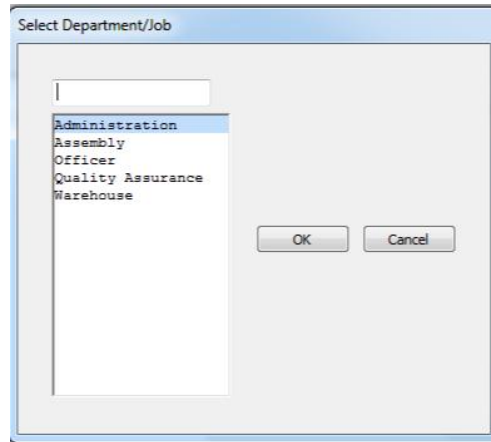 Select Department/Job
Administration
Assembly
Officer
Quality Assurance
Warehouse
OK
Cancel